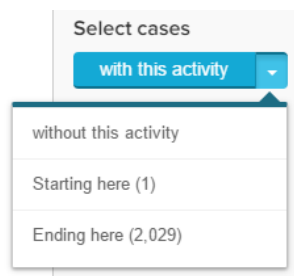 Select cases
with this activity
without this activity
Starting here (1)
Ending here (2,029)